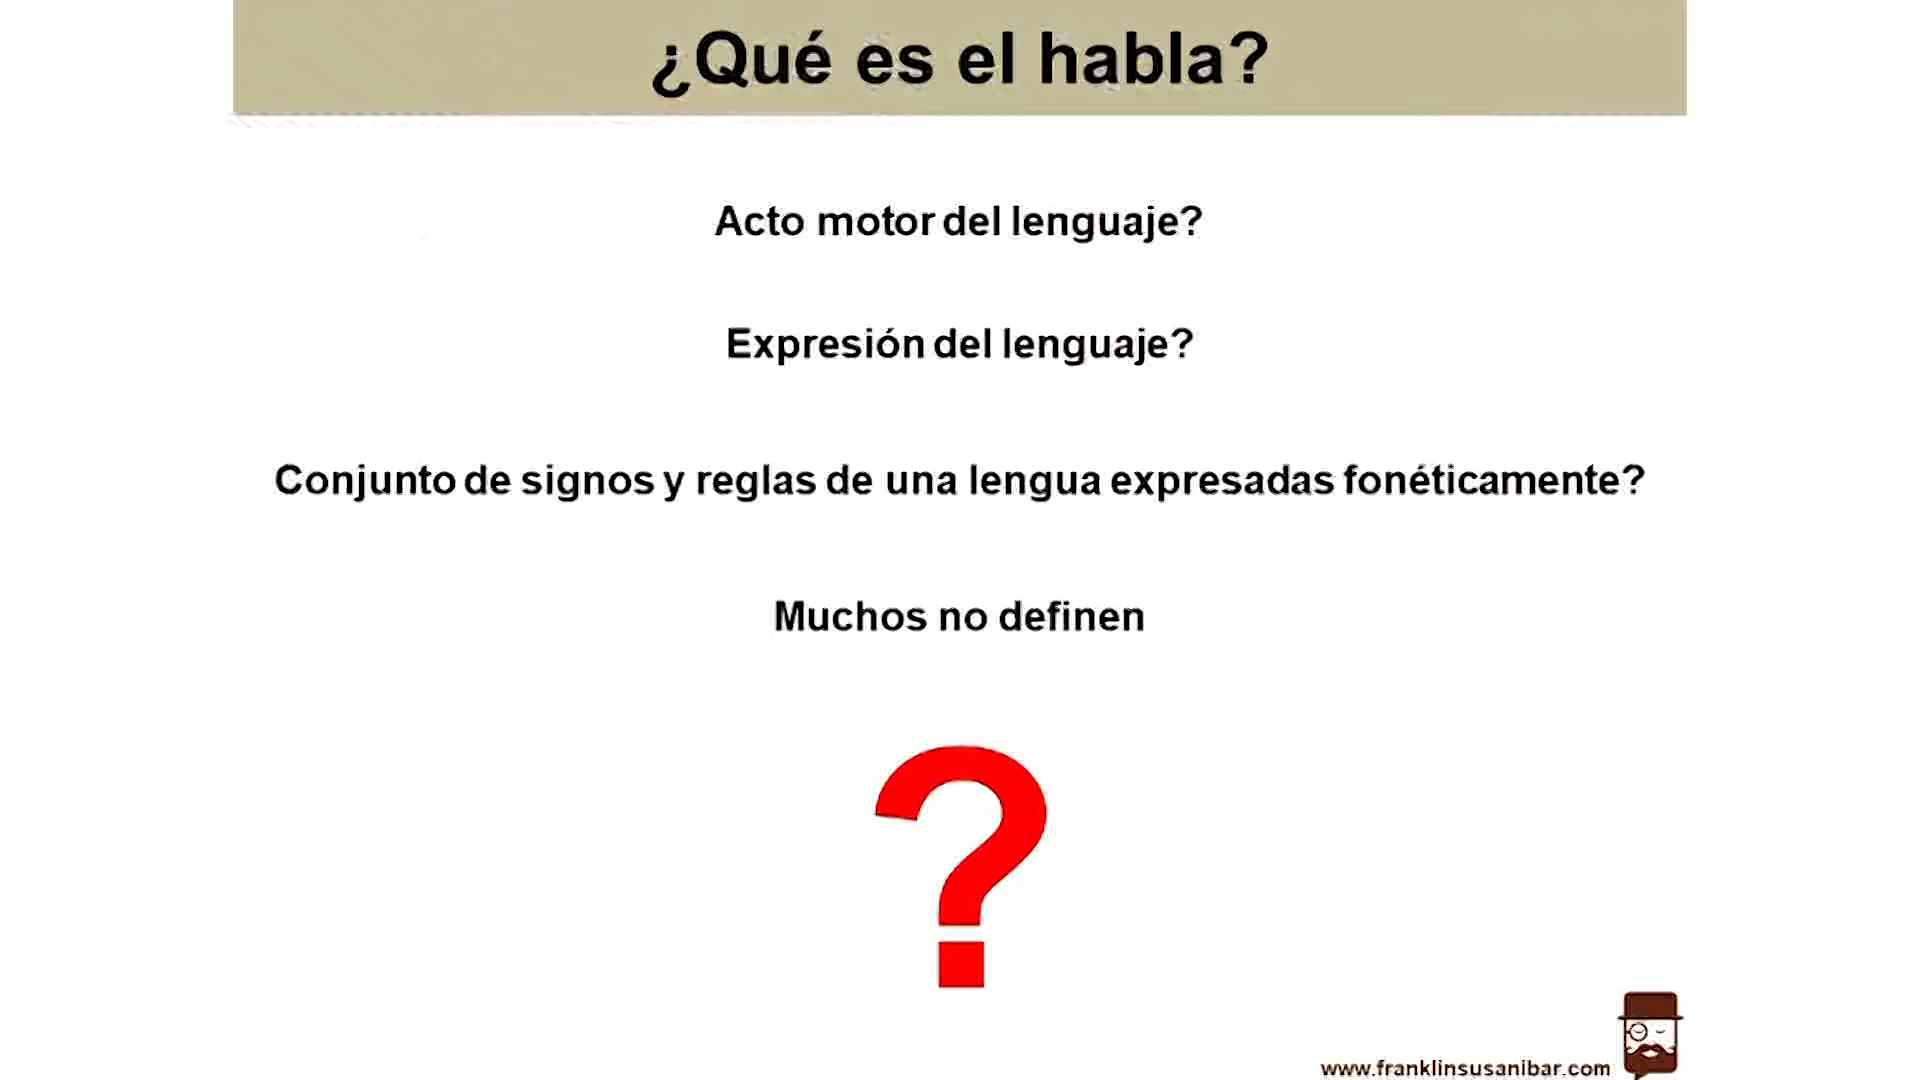 ¿Qué es el habla?
Acto motor del lenguaje?
Expresión del lenguaje?
Conjunto de signos y reglas de una lengua expresadas fonéticamente?
Muchos no definen
?
www.franklinsusanibar.com